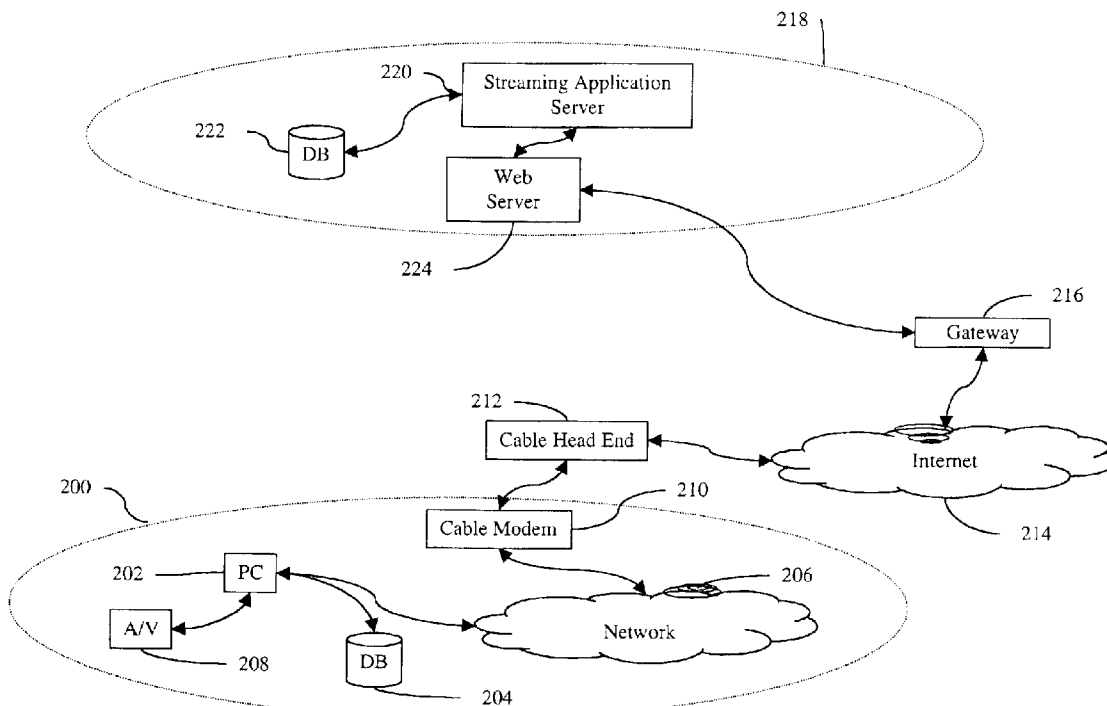 218
220
Streaming Application
Server
222
DB
Web
Server
224
216
Gateway
212
Cable Head End
Internet
200
210
Cable Modem
214
202
PC
206
A/V
Network
208
DB
204